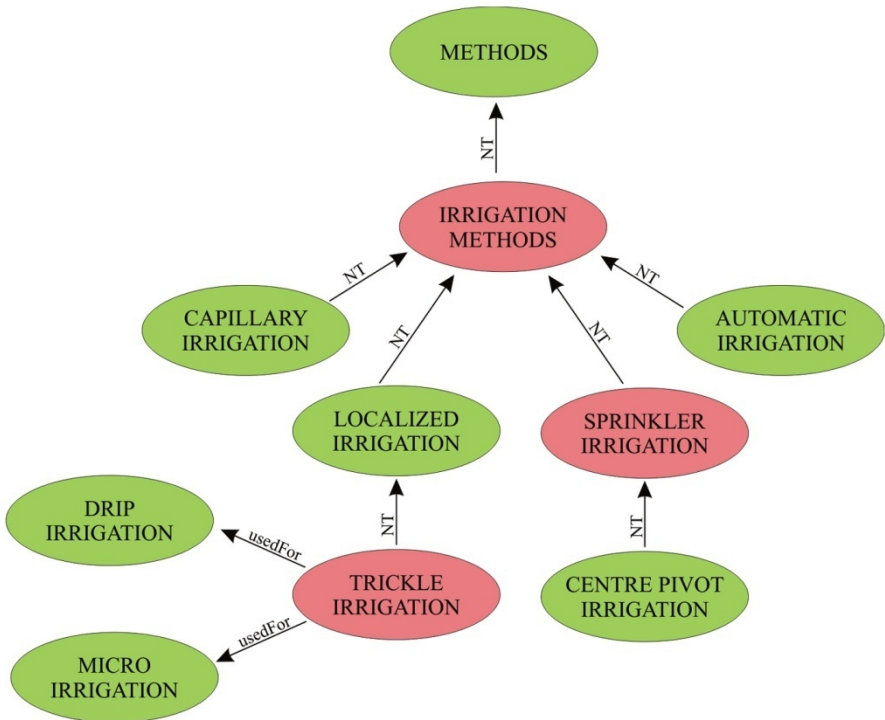 METHODS
NT
IRRIGATION
METHODS
NT
NT
NT
NT
CAPILLARY
IRRIGATION
AUTOMATIC
IRRIGATION
LOCALIZED
IRRIGATION
SPRINKLER
IRRIGATION
NT
NT
DRIP
IRRIGATION
usedFor
TRICKLE
IRRIGATION
CENTRE PIVOT
IRRIGATION
usedFor
MICRO
IRRIGATION